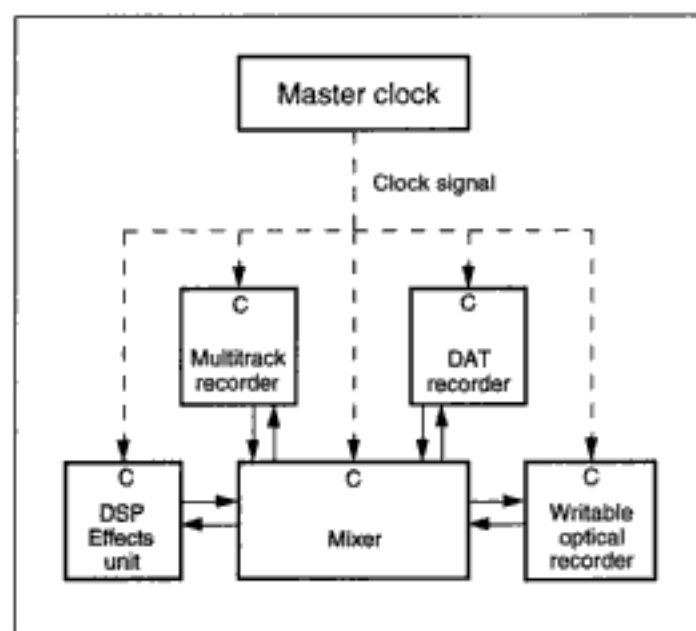 Master clock
Clock signal
C
Multitrack
recorder
C
DAT
recorder
C
DSP
Effects
unit
C
Mixer
C
Writable
optical
recorder